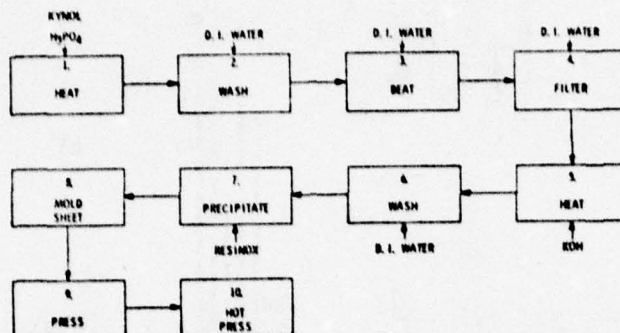 KYNOL
H₃PO₄
1.
HEAT
D. I. WATER
2.
WASH
D. I. WATER
3.
BEAT
D. I. WATER
4.
FILTER
5.
HEAT
KOH
6.
WASH
D. I. WATER
7.
PRECIPITATE
RESINOX
8.
MOLD
SHEET
9.
PRESS
10.
HOT
PRESS